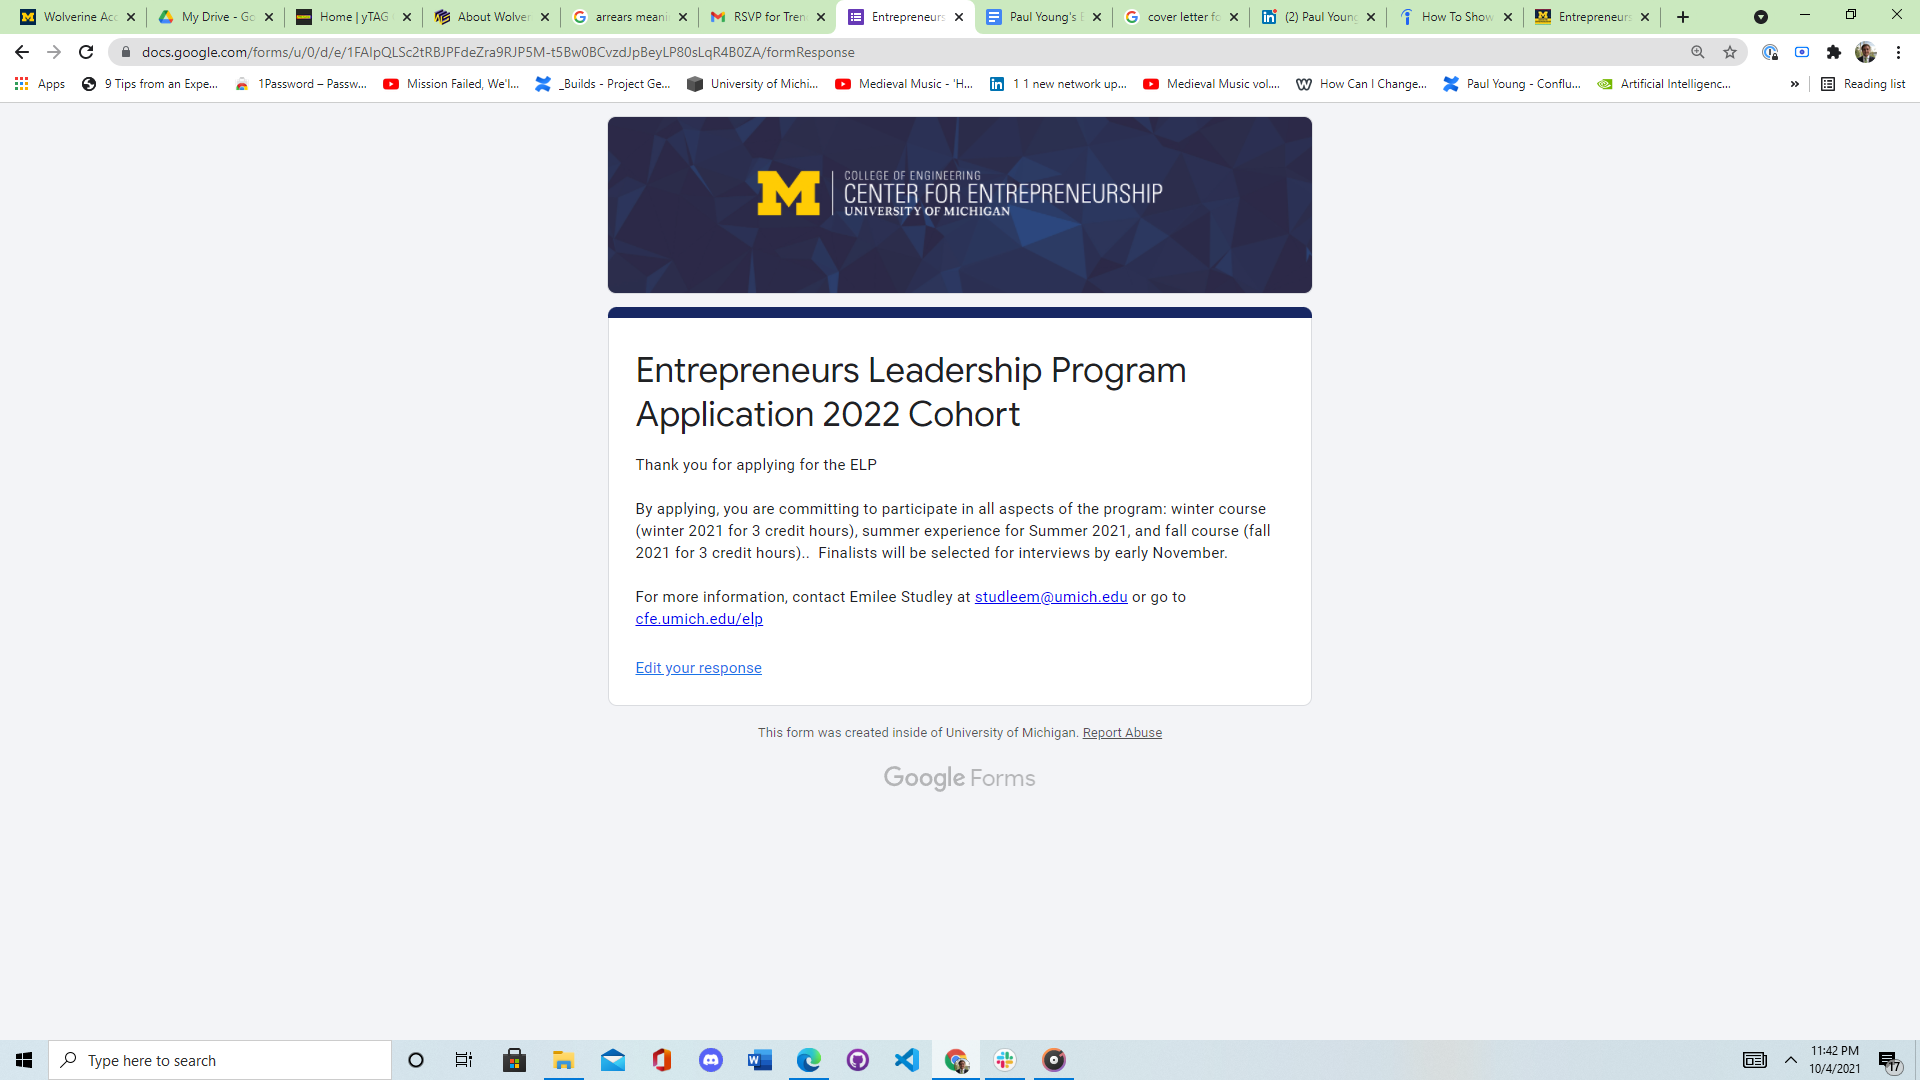 Wolverine Acc
My Drive - Go
Home | yTAG
About Wolver
arrears meani
RSVP for Tren
Entrepreneurs
Paul Young's E
cover letter fo
(2) Paul Young
How To Show
Entrepreneurs
docs.google.com/forms/u/0/d/e/1FAIpQLSc2tRBJPFdeZra9RJP5M-t5Bw0BCvzdJpBeyLP80sLqR4B0ZA/formResponse
Apps
9 Tips from an Expe...
1Password – Passw...
Mission Failed, We'l...
_Builds - Project Ge...
University of Michi...
Medieval Music - 'H...
1 1 new network up...
Medieval Music vol....
How Can I Change...
Paul Young - Conflu...
Artificial Intelligenc...
»
Reading list
M
COLLEGE OF ENGINEERING
CENTER FOR ENTREPRENEURSHIP
UNIVERSITY OF MICHIGAN
Entrepreneurs Leadership Program
Application 2022 Cohort
Thank you for applying for the ELP
By applying, you are committing to participate in all aspects of the program: winter course
(winter 2021 for 3 credit hours), summer experience for Summer 2021, and fall course (fall
2021 for 3 credit hours)..  Finalists will be selected for interviews by early November.
For more information, contact Emilee Studley at studleem@umich.edu or go to
cfe.umich.edu/elp
Edit your response
This form was created inside of University of Michigan. Report Abuse
Google Forms
Type here to search
11:42 PM
10/4/2021
17